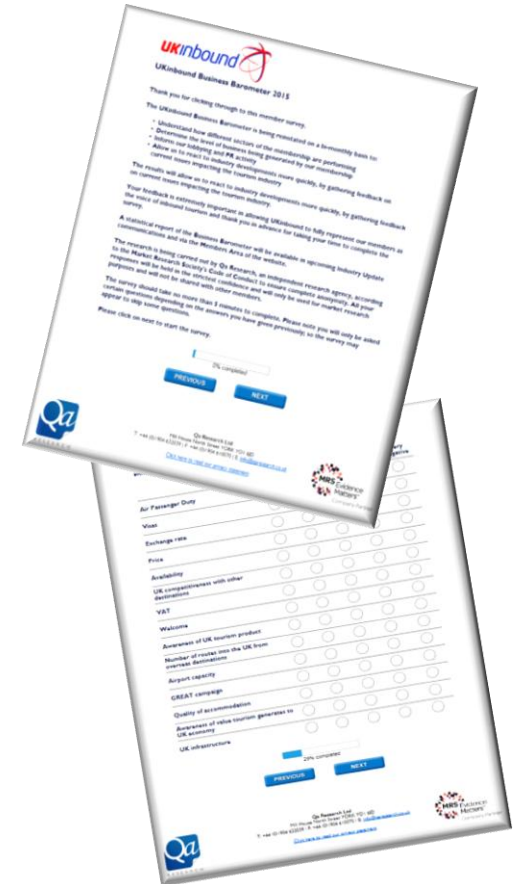 UKinbound
UKinbound Business Barometer 2015
Thank you for clicking through to this member survey.
The UKinbound Business Barometer is being reinstated on a bi-monthly basis to:
• Understand how different sectors of the membership are performing
• Determine the level of business being generated by our membership
• Inform our lobbying and PR activity
• Allow us to react to industry developments more quickly, by gathering feedback on
current issues impacting the tourism industry
The results will allow us to react to industry developments more quickly, by gathering feedback
on current issues impacting the tourism industry.
Your feedback is extremely important in allowing UKinbound to fully represent our members as
the voice of inbound tourism and thank you in advance for taking your time to complete the
survey.
A statistical report of the Business Barometer will be available in upcoming Industry Update
communications and via the Members Area of the website.
The research is being carried out by Qa Research, an independent research agency, according
to the Market Research Society's Code of Conduct to ensure complete anonymity. All your
responses will be held in the strictest confidence and will only be used for market research
purposes and will not be shared with other members.
The survey should take no more than 5 minutes to complete. Please note you will only be asked
certain questions depending on the answers you have given previously; so the survey may
appear to skip some questions.
Please click on next to start the survey.
completed
PREVIOUS NEXT
Qa
RESEARCH
Qa Research Ltd
Click here to read our privacy statement
MRS Evidence
Matters
Company Partner
Air Passenger Duty
Visas
Exchange rate
Price
Availability
UK competitiveness with other
destinations
VAT
Welcome
Awareness of UK tourism product
Number of routes into the UK from
overseas destinations
Airport capacity
GREAT campaign
Quality of accommodation
Awareness of value tourism generates to
UK economy
UK infrastructure
completed
PREVIOUS NEXT
Qa
Qa Research Ltd
Click here to read our privacy statement
MRS Evidence
Matters
Company Partner